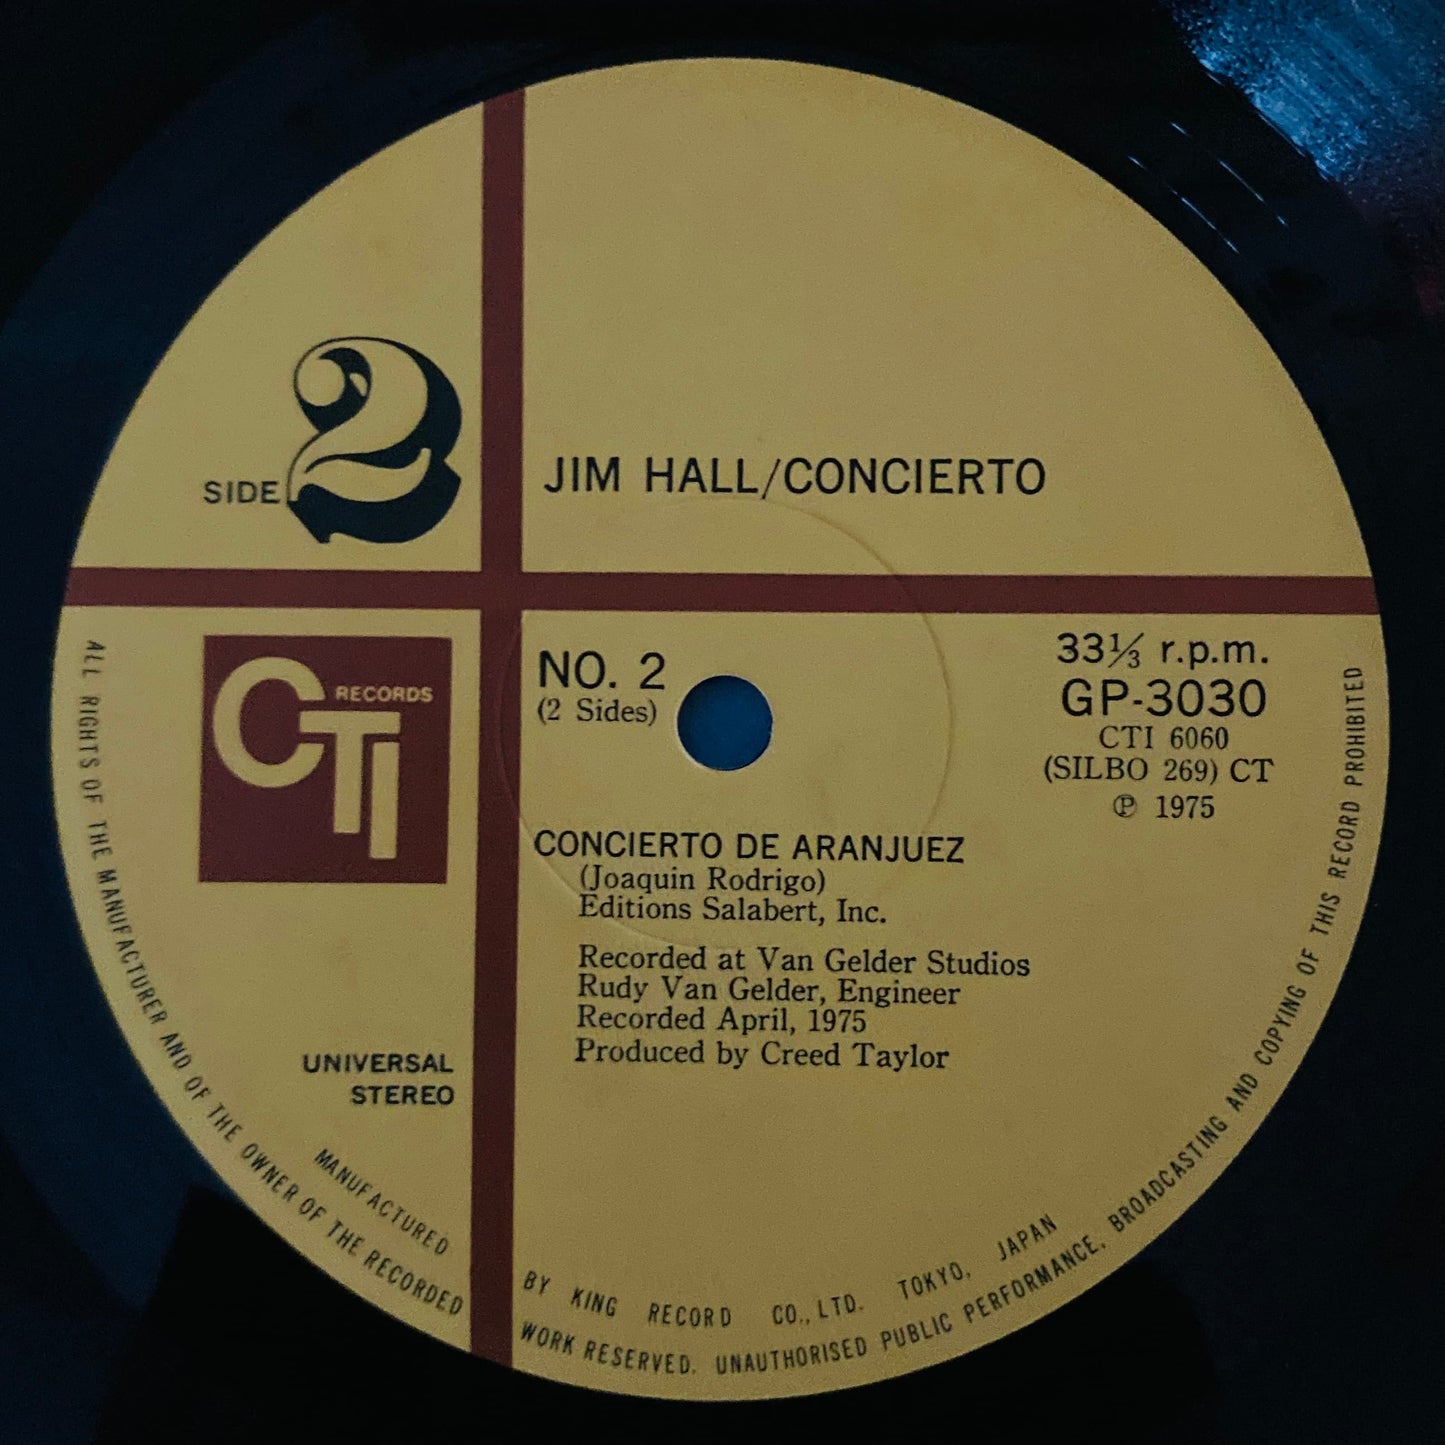 SIDE 2
JIM HALL/CONCIERTO
CTI RECORDS
NO. 2
(2 Sides)
33⅓ r.p.m.
GP-3030
CTI 6060
(SILBO 269) CT
Ⓟ 1975
CONCIERTO DE ARANJUEZ
(Joaquin Rodrigo)
Editions Salabert, Inc.
Recorded at Van Gelder Studios
Rudy Van Gelder, Engineer
Recorded April, 1975
Produced by Creed Taylor
UNIVERSAL
STEREO
MANUFACTURED BY KING RECORD CO., LTD. TOKYO, JAPAN
ALL RIGHTS OF THE MANUFACTURER AND OF THE OWNER OF THE RECORDED WORK RESERVED. UNAUTHORISED PUBLIC PERFORMANCE, BROADCASTING AND COPYING OF THIS RECORD PROHIBITED